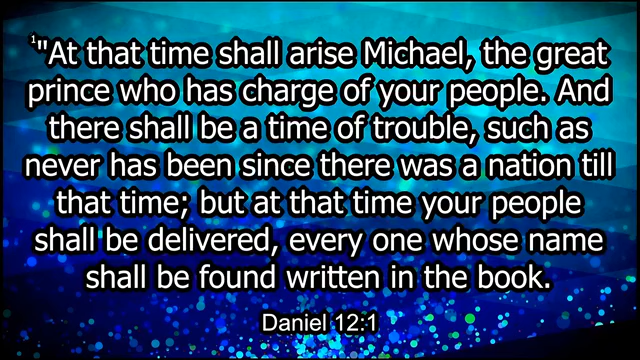 1"At that time shall arise Michael, the great
prince who has charge of your people. And
there shall be a time of trouble, such as
never has been since there was a nation till
that time; but at that time your people
shall be delivered, every one whose name
shall be found written in the book.
Daniel 12:1